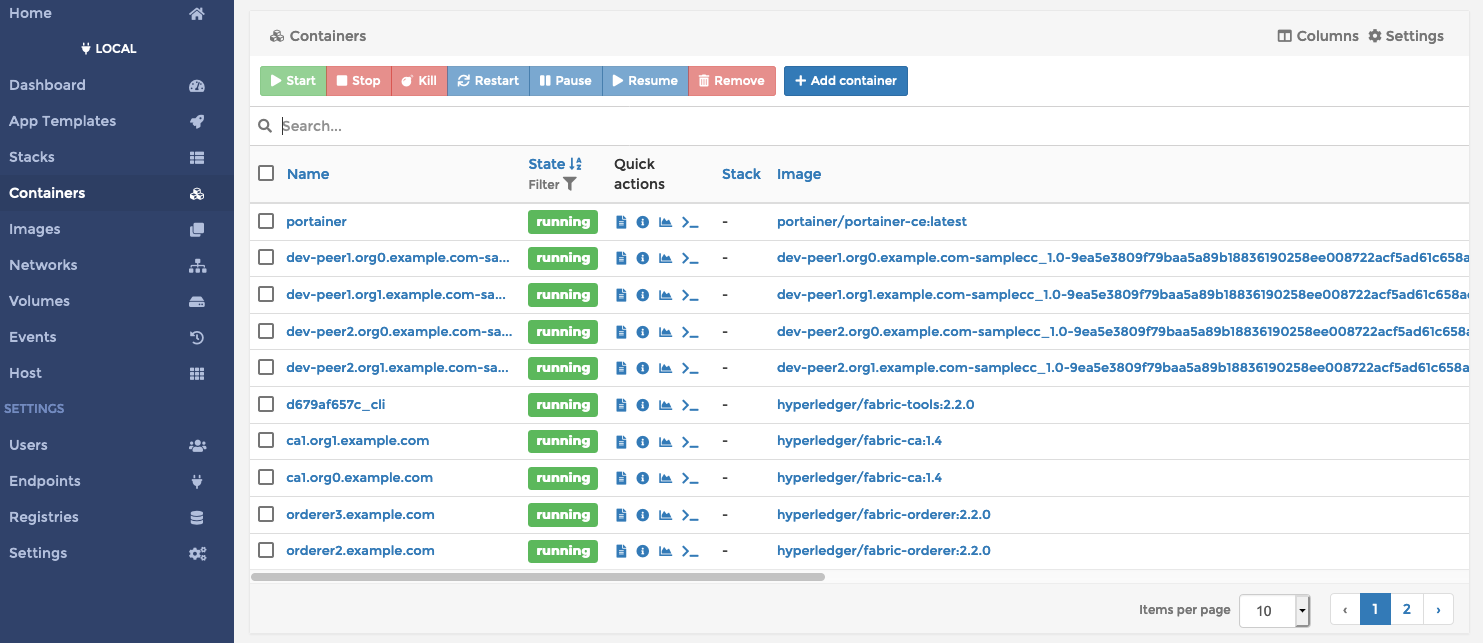 Home
LOCAL
Dashboard
App Templates
Stacks
Containers
Images
Networks
Volumes
Events
Host
SETTINGS
Users
Endpoints
Registries
Settings
Containers Columns Settings
Start Stop Kill Restart Pause Resume Remove Add container
Search...
Name State Filter Quick actions Stack Image
portainer running - portainer/portainer-ce:latest
dev-peer1.org0.example.com-sa... running - dev-peer1.org0.example.com-samplecc_1.0-9ea5e3809f79baa5a89b18836190258ee008722acf5ad61c658a
dev-peer1.org1.example.com-sa... running - dev-peer1.org1.example.com-samplecc_1.0-9ea5e3809f79baa5a89b18836190258ee008722acf5ad61c658a
dev-peer2.org0.example.com-sa... running - dev-peer2.org0.example.com-samplecc_1.0-9ea5e3809f79baa5a89b18836190258ee008722acf5ad61c658a
dev-peer2.org1.example.com-sa... running - dev-peer2.org1.example.com-samplecc_1.0-9ea5e3809f79baa5a89b18836190258ee008722acf5ad61c658a
d679af657c_cli running - hyperledger/fabric-tools:2.2.0
ca1.org1.example.com running - hyperledger/fabric-ca:1.4
ca1.org0.example.com running - hyperledger/fabric-ca:1.4
orderer3.example.com running - hyperledger/fabric-orderer:2.2.0
orderer2.example.com running - hyperledger/fabric-orderer:2.2.0
Items per page 10 ‹ 1 2 ›